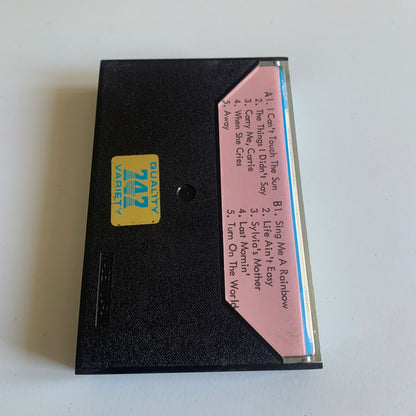 A1. I Can't Touch The Sun
2. The Things I Didn't Say
3. Carry Me, Carrie
4. When She Cries
5. Away
B1. Sing Me A Rainbow
2. Life Ain't Easy
3. Sylvia's Mother
4. Last Mornin'
5. Turn On The World
QUALITY
747
VARIETY